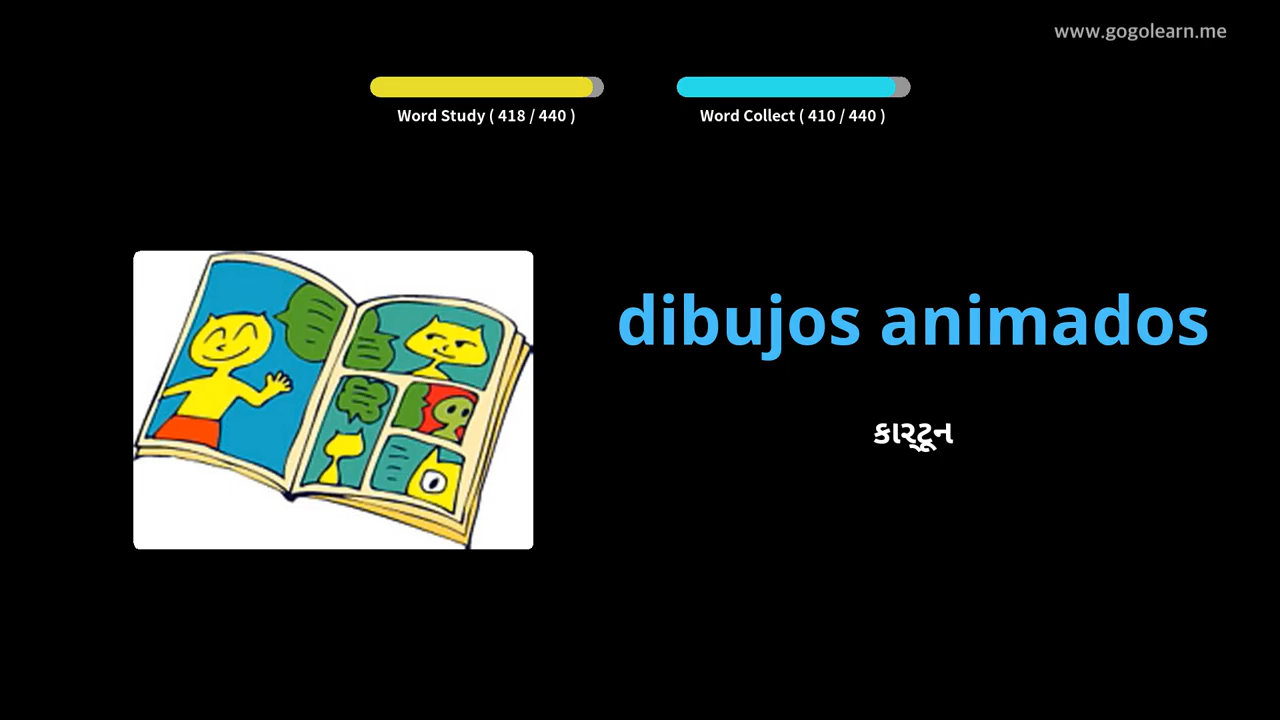 www.gogolearn.me
Word Study ( 418 / 440 )
Word Collect ( 410 / 440 )
dibujos animados
કાર્ટૂન